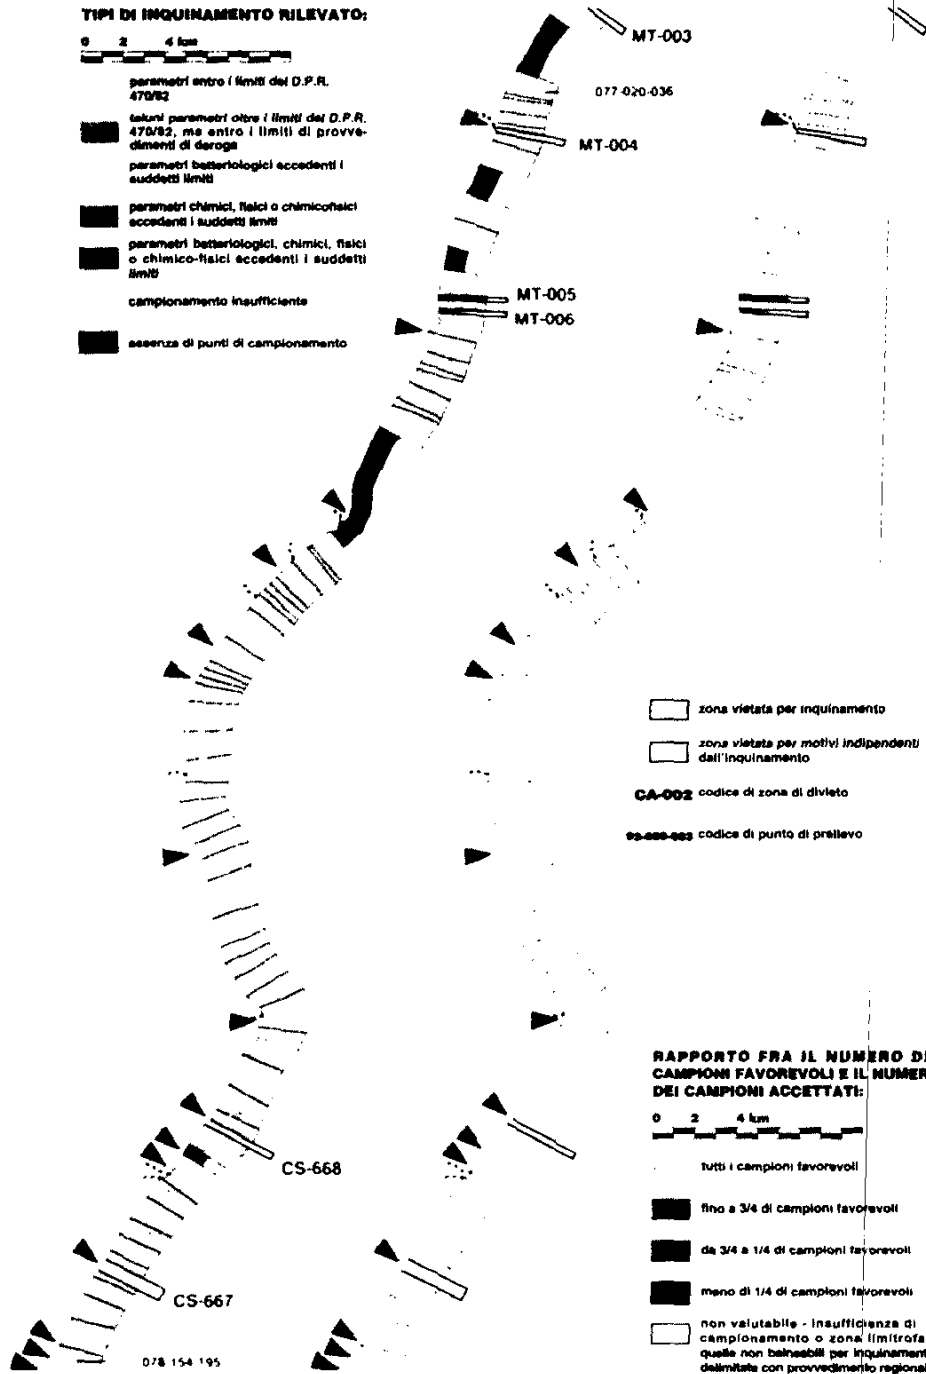 TIPI DI INQUINAMENTO RILEVATO:
0 2 4 km
parametri entro i limiti del D.P.R.
470/82
taluni parametri oltre i limiti del D.P.R.
470/82, ma entro i limiti di provve-
dimenti di deroga
parametri batteriologici eccedenti i
suddetti limiti
parametri chimici, fisici o chimicofisici
eccedenti i suddetti limiti
parametri batteriologici, chimici, fisici
o chimico-fisici eccedenti i suddetti
limiti
campionamento insufficiente
assenza di punti di campionamento
MT-003
077-020-036
MT-004
MT-005
MT-006
zona vietata per inquinamento
zona vietata per motivi indipendenti
dall'inquinamento
CA-002 codice di zona di divieto
codice di punto di prelievo
CS-668
CS-667
078 154 195
RAPPORTO FRA IL NUMERO DI
CAMPIONI FAVOREVOLI E IL NUMER
DEI CAMPIONI ACCETTATI:
0 2 4 km
tutti i campioni favorevoli
fino a 3/4 di campioni favorevoli
da 3/4 a 1/4 di campioni favorevoli
meno di 1/4 di campioni favorevoli
non valutabile - insufficienza di
campionamento o zona limitrofa
quelle non balneabili per inquinament
delimitate con provvedimento regional